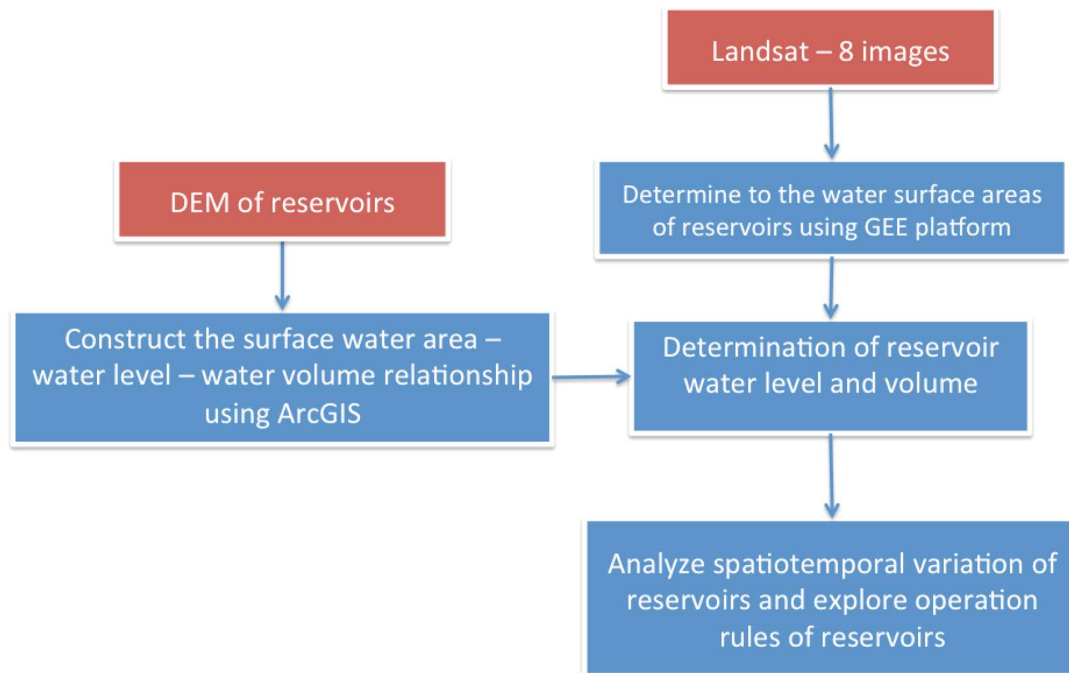 Landsat – 8 images
DEM of reservoirs
Determine to the water surface areas
of reservoirs using GEE platform
Construct the surface water area –
water level – water volume relationship
using ArcGIS
Determination of reservoir
water level and volume
Analyze spatiotemporal variation of
reservoirs and explore operation
rules of reservoirs